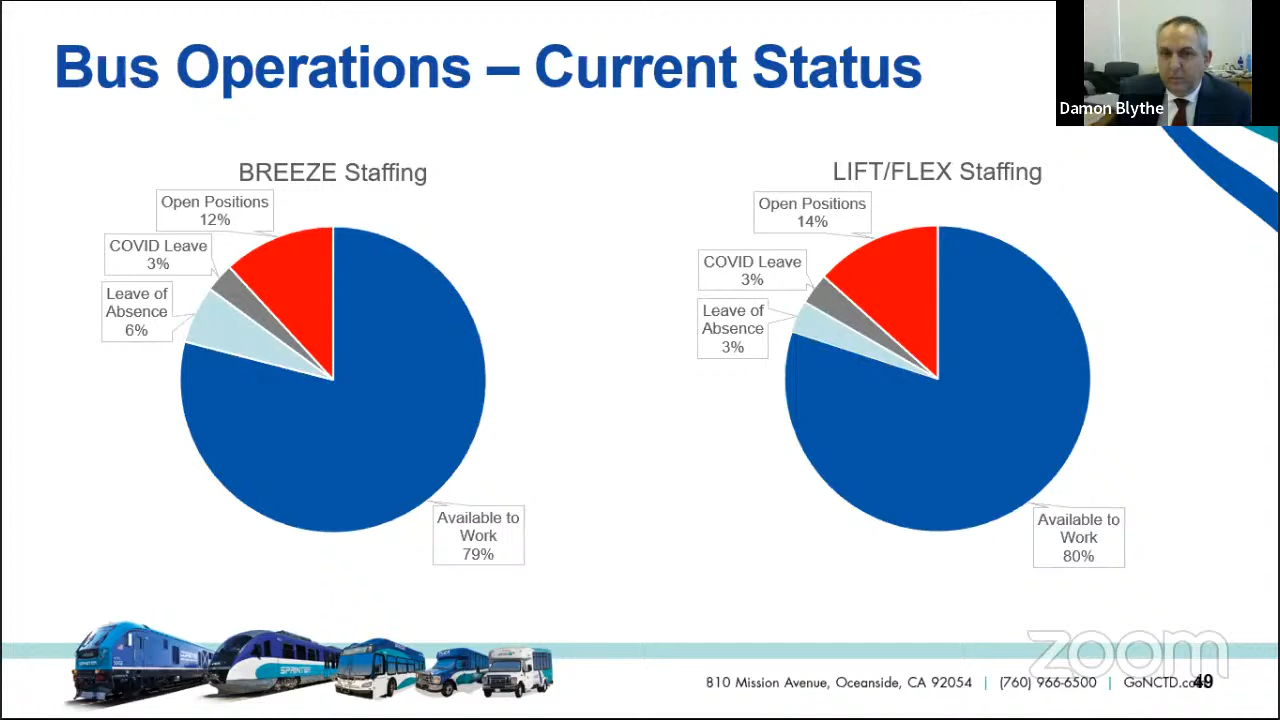 Bus Operations – Current Status
Damon Blythe
BREEZE Staffing
Open Positions
12%
COVID Leave
3%
Leave of
Absence
6%
Available to
Work
79%
LIFT/FLEX Staffing
Open Positions
14%
COVID Leave
3%
Leave of
Absence
3%
Available to
Work
80%
SPRINTER
zoom
810 Mission Avenue, Oceanside, CA 92054 | (760) 966-6500 | GoNCTD.co
49